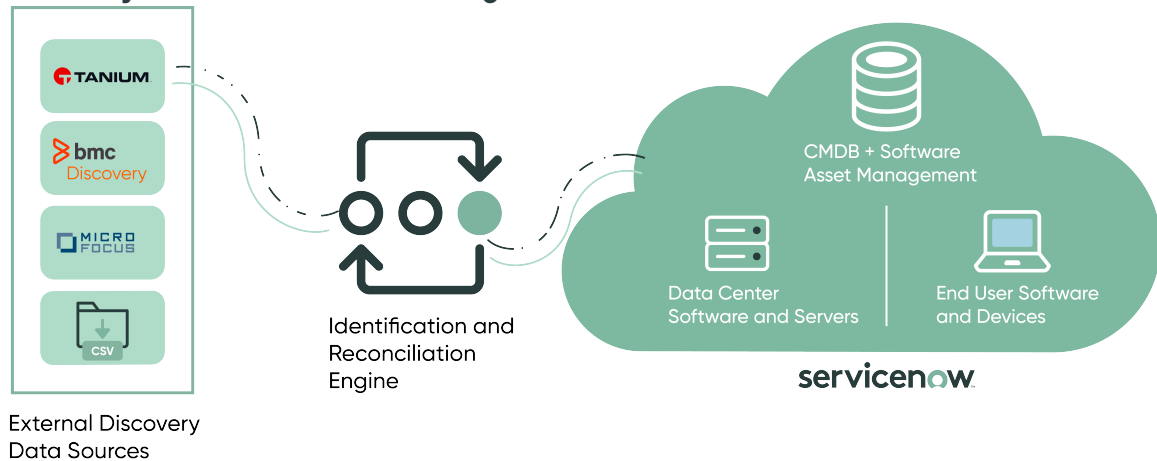 TANIUM
bmc
Discovery
MICRO
FOCUS
CSV
External Discovery
Data Sources
Identification and
Reconciliation
Engine
CMDB + Software
Asset Management
Data Center
Software and Servers
End User Software
and Devices
servicenow